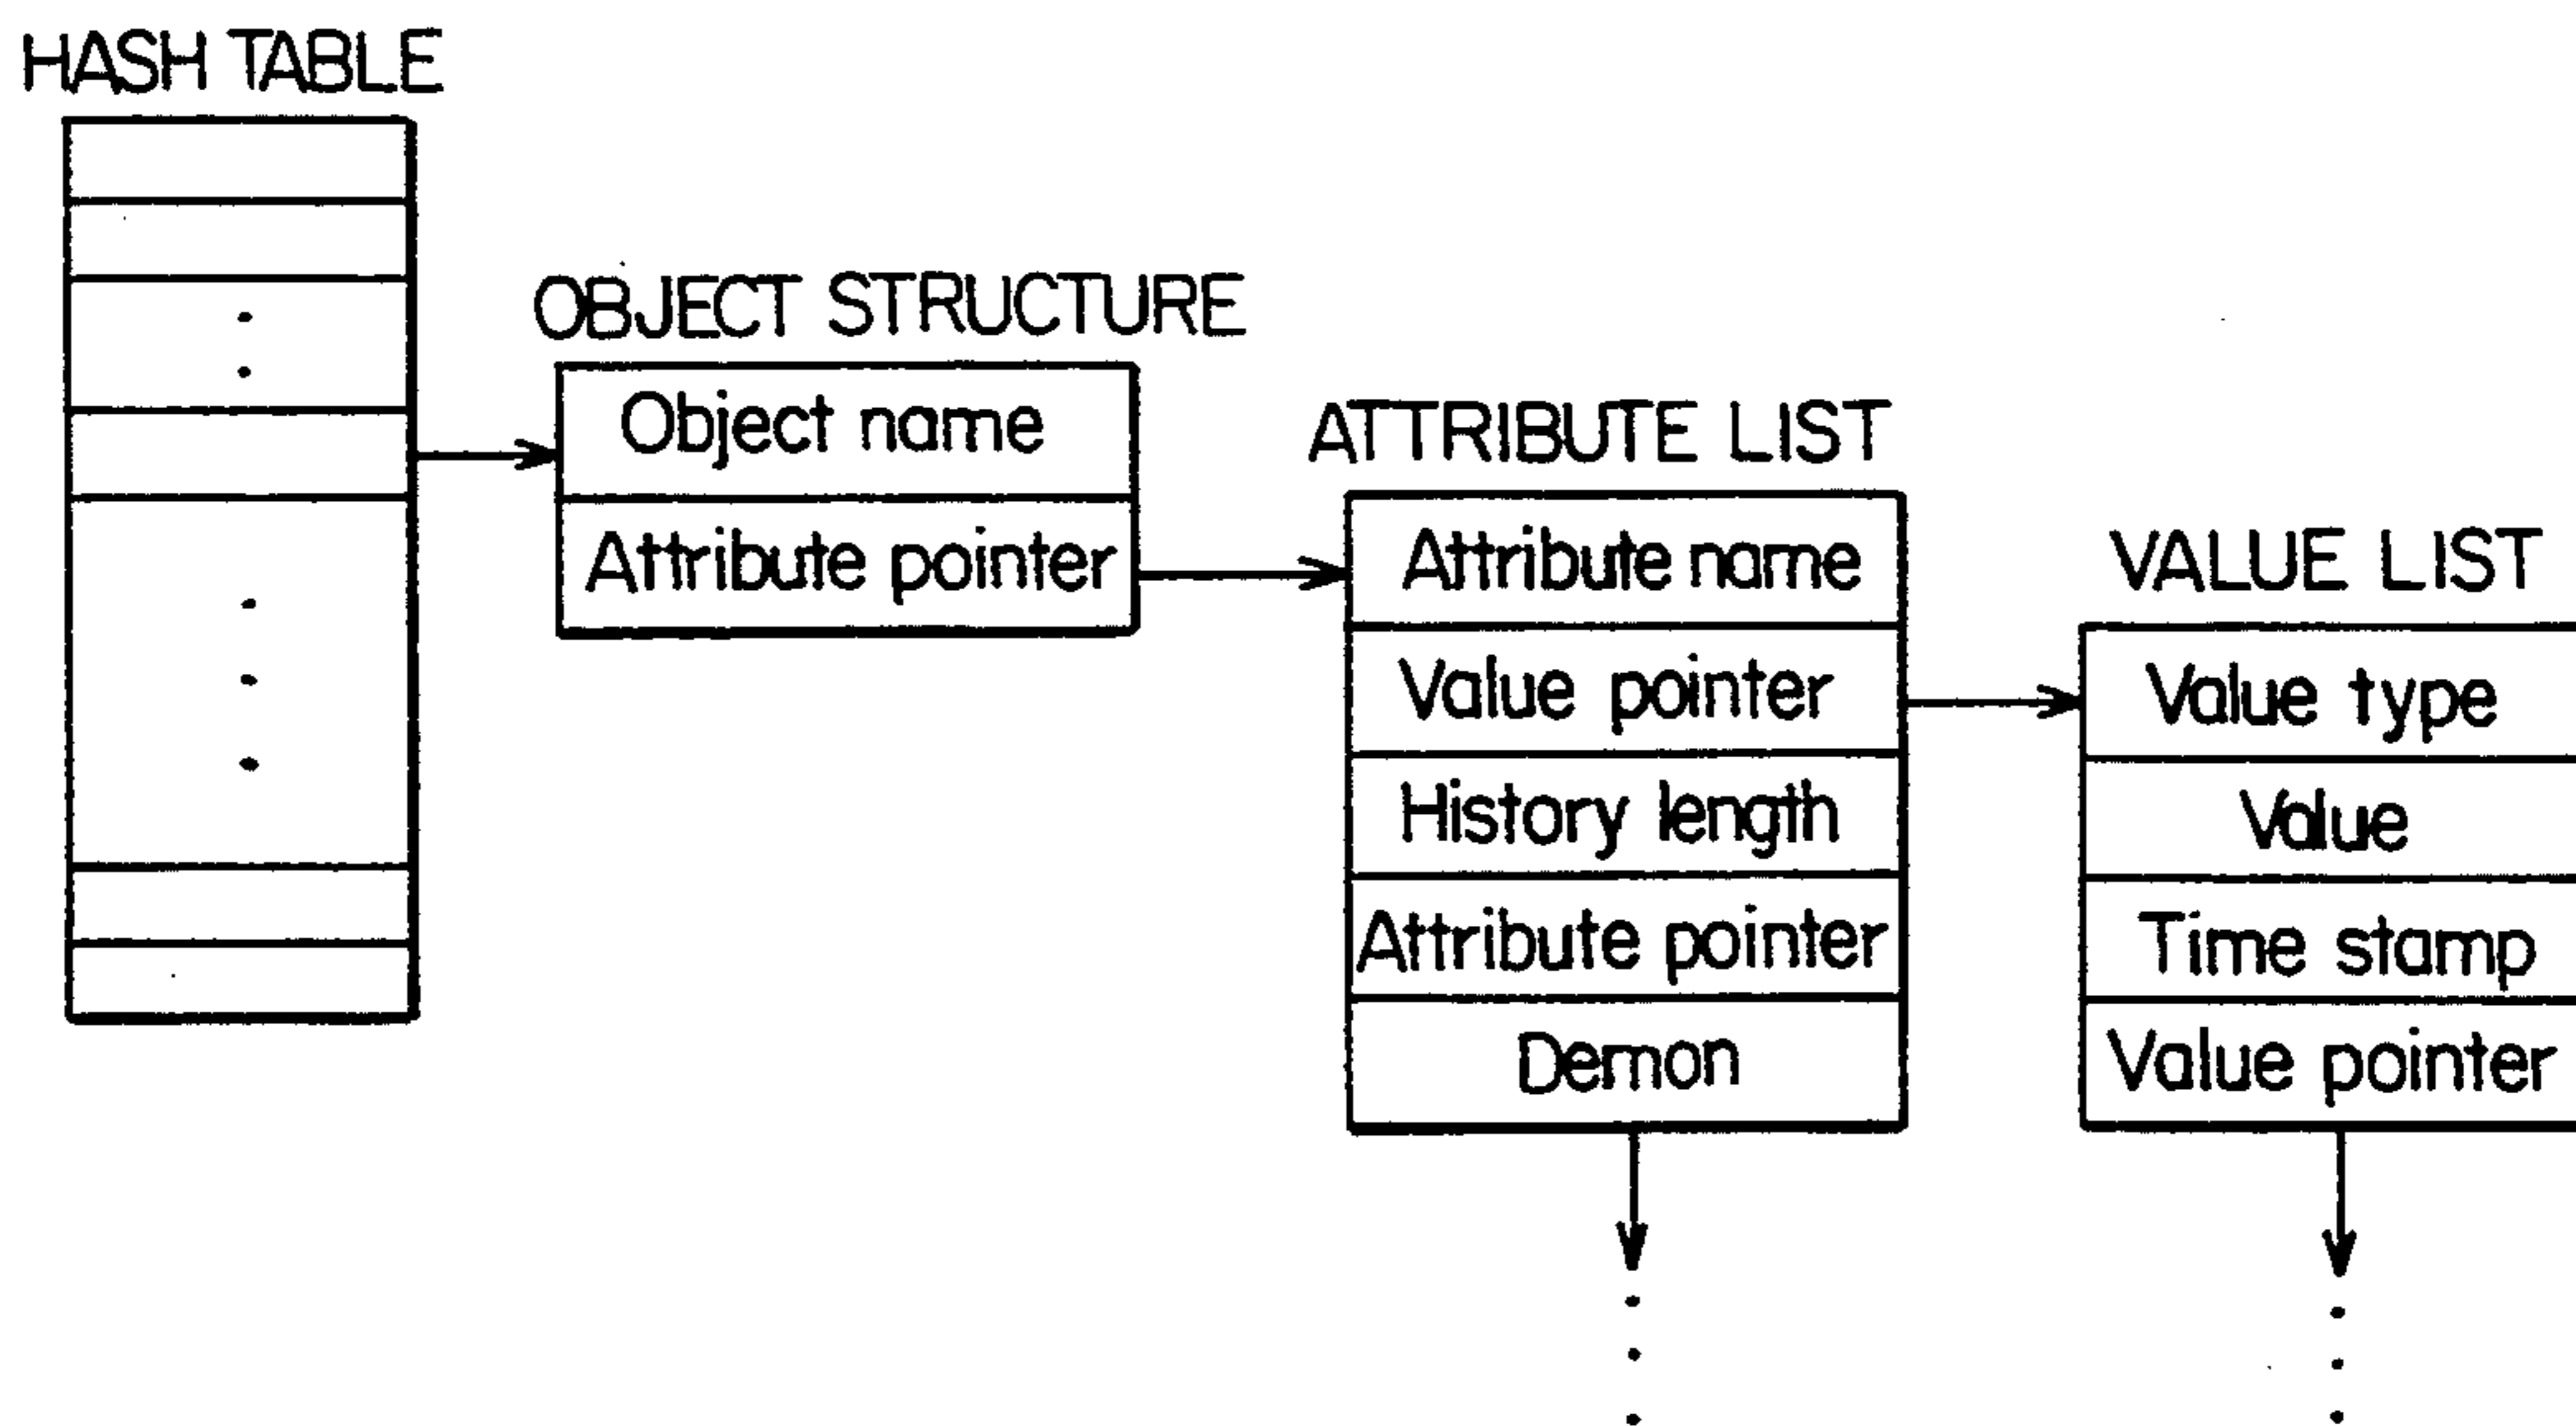 HASH TABLE
OBJECT STRUCTURE
Object name
Attribute pointer
ATTRIBUTE LIST
Attribute name
Value pointer
History length
Attribute pointer
Demon
VALUE LIST
Value type
Value
Time stamp
Value pointer